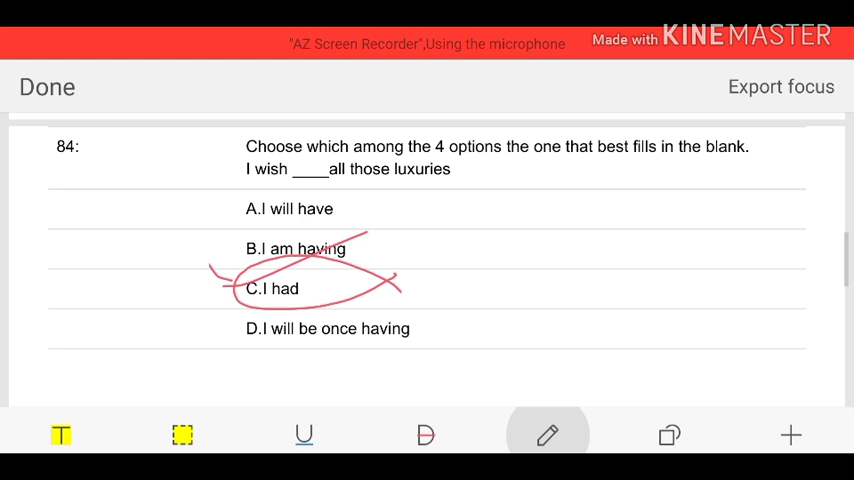 "AZ Screen Recorder",Using the microphone
Made with KINEMASTER
Done
Export focus
84:
Choose which among the 4 options the one that best fills in the blank.
I wish ____all those luxuries
A.I will have
B.I am having
C.I had
D.I will be once having
T
U
D